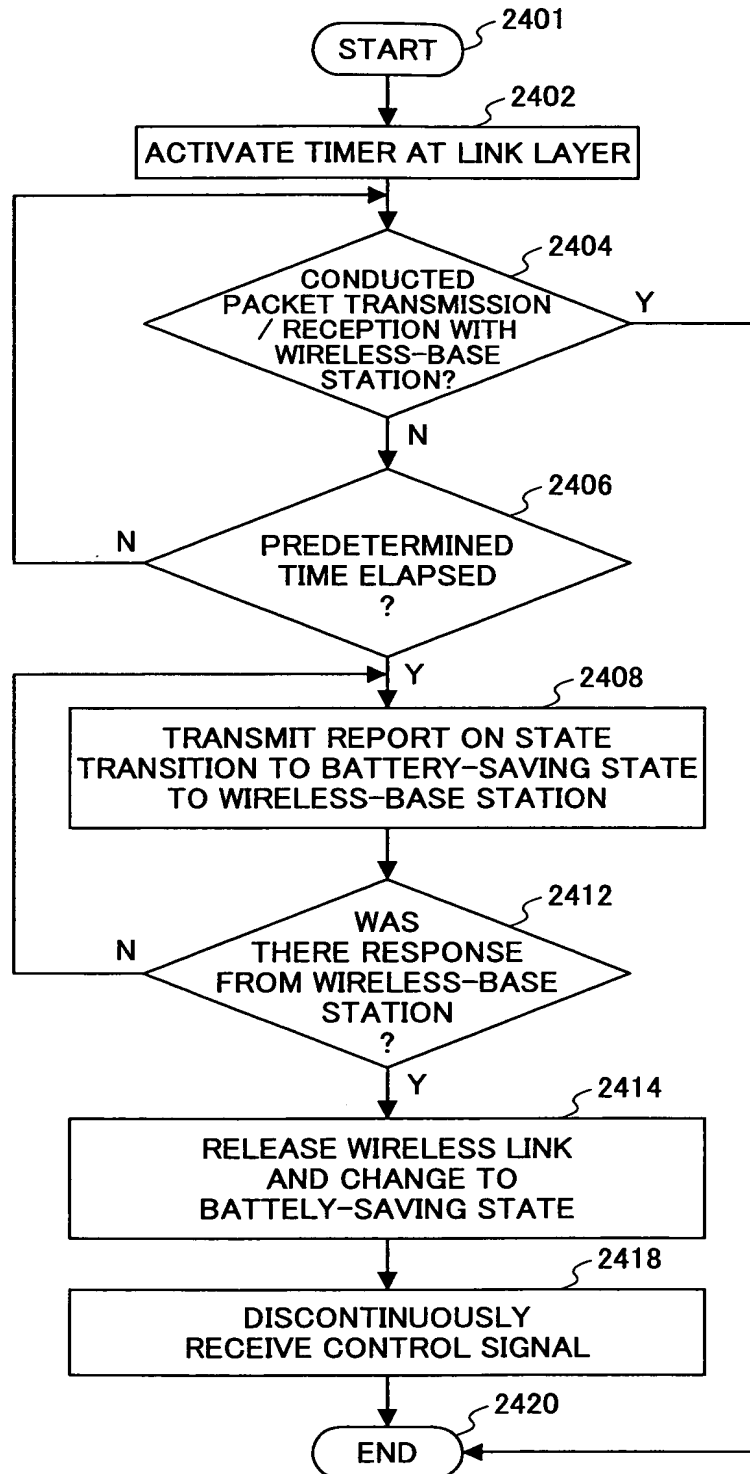 2401
START
2402
ACTIVATE TIMER AT LINK LAYER
2404
CONDUCTED
PACKET TRANSMISSION
/ RECEPTION WITH
WIRELESS-BASE
STATION?
Y
N
2406
N
PREDETERMINED
TIME ELAPSED
?
Y
2408
TRANSMIT REPORT ON STATE
TRANSITION TO BATTERY-SAVING STATE
TO WIRELESS-BASE STATION
2412
N
WAS
THERE RESPONSE
FROM WIRELESS-BASE
STATION
?
Y
2414
RELEASE WIRELESS LINK
AND CHANGE TO
BATTELY-SAVING STATE
2418
DISCONTINUOUSLY
RECEIVE CONTROL SIGNAL
2420
END